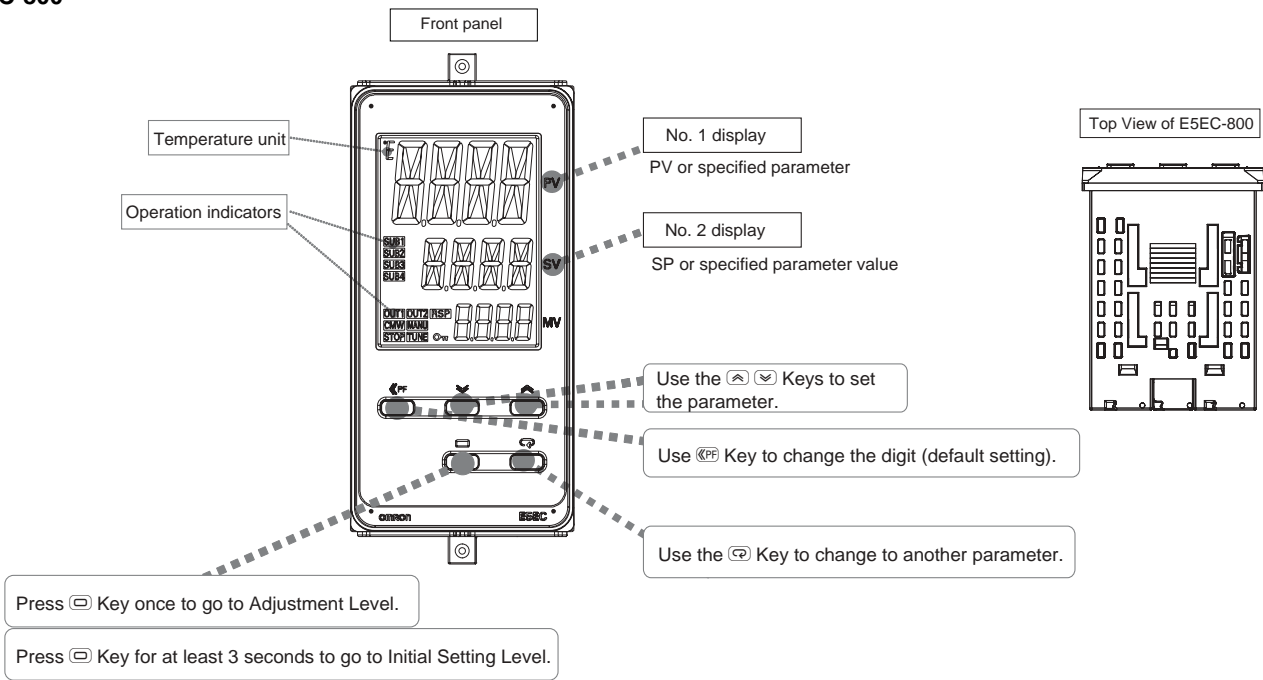 C-800
Front panel
Temperature unit
Operation indicators
No. 1 display
PV or specified parameter
No. 2 display
SP or specified parameter value
Top View of E5EC-800
°C
°F
PV
SUB1
SUB2
SUB3
SUB4
SV
OUT1 OUT2 RSP
CMW MANU
STOP TUNE
MV
PF
omron
E5EC
Use the Keys to set
the parameter.
Use PF Key to change the digit (default setting).
Use the Key to change to another parameter.
Press Key once to go to Adjustment Level.
Press Key for at least 3 seconds to go to Initial Setting Level.